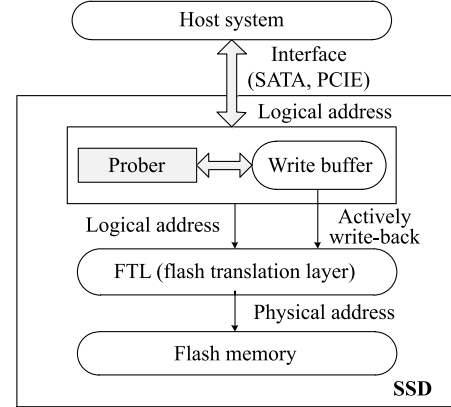 Host system
Interface
(SATA, PCIE)
Logical address
Prober
Write buffer
Logical address
Actively
write-back
FTL (flash translation layer)
Physical address
Flash memory
SSD